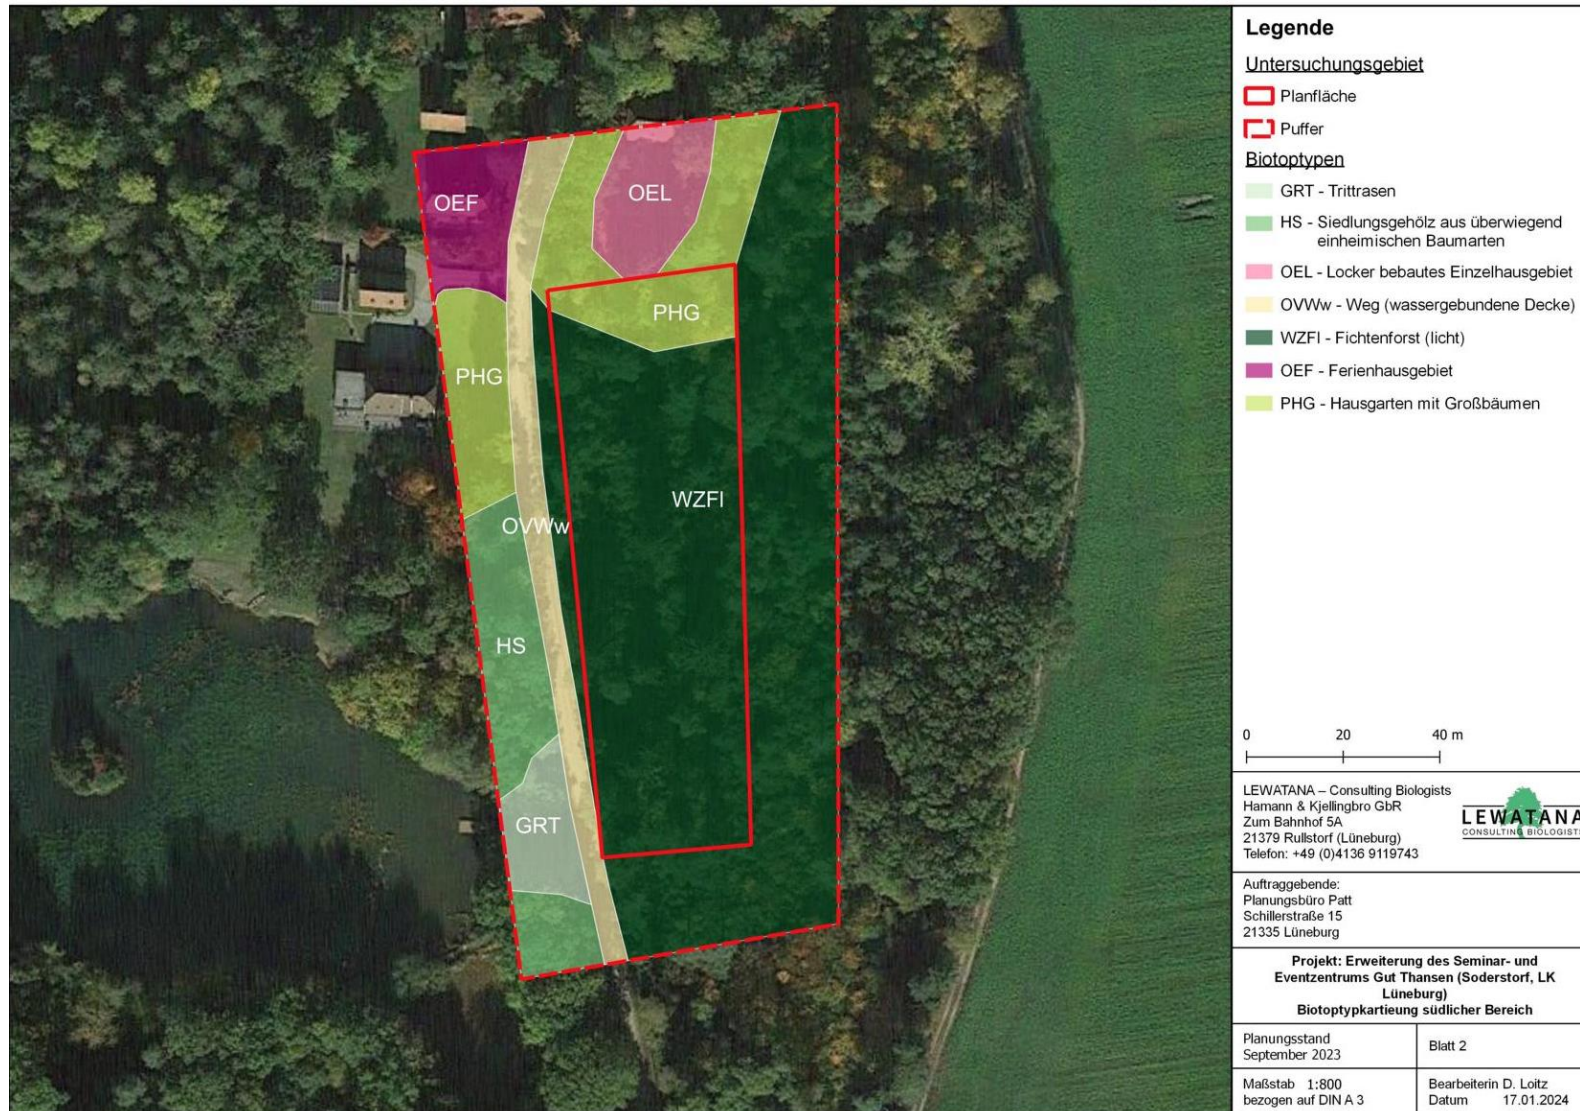 OEF
OEL
PHG
PHG
WZFl
OVWw
HS
GRT
Legende
Untersuchungsgebiet
Planfläche
Puffer
Biotoptypen
GRT - Trittrasen
HS - Siedlungsgehölz aus überwiegend
einheimischen Baumarten
OEL - Locker bebautes Einzelhausgebiet
OVWw - Weg (wassergebundene Decke)
WZFl - Fichtenforst (licht)
OEF - Ferienhausgebiet
PHG - Hausgarten mit Großbäumen
0 20 40 m
LEWATANA – Consulting Biologists
Hamann & Kjellingbro GbR
Zum Bahnhof 5A
21379 Rullstorf (Lüneburg)
Telefon: +49 (0)4136 9119743
LEWATANA
CONSULTING BIOLOGISTS
Auftraggebende:
Planungsbüro Patt
Schillerstraße 15
21335 Lüneburg
Projekt: Erweiterung des Seminar- und
Eventzentrums Gut Thansen (Soderstorf, LK
Lüneburg)
Biotoptypkartieung südlicher Bereich
Planungsstand
September 2023
Blatt 2
Maßstab 1:800
bezogen auf DIN A 3
Bearbeiterin D. Loitz
Datum 17.01.2024